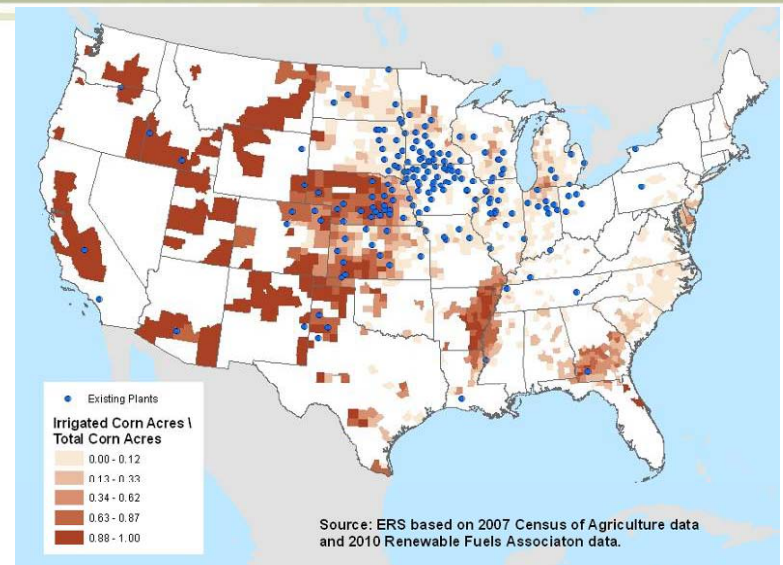 Existing Plants
Irrigated Corn Acres \
Total Corn Acres
0.00 - 0.12
0.13 - 0.33
0.34 - 0.62
0.63 - 0.87
0.88 - 1.00
Source: ERS based on 2007 Census of Agriculture data
and 2010 Renewable Fuels Associaton data.